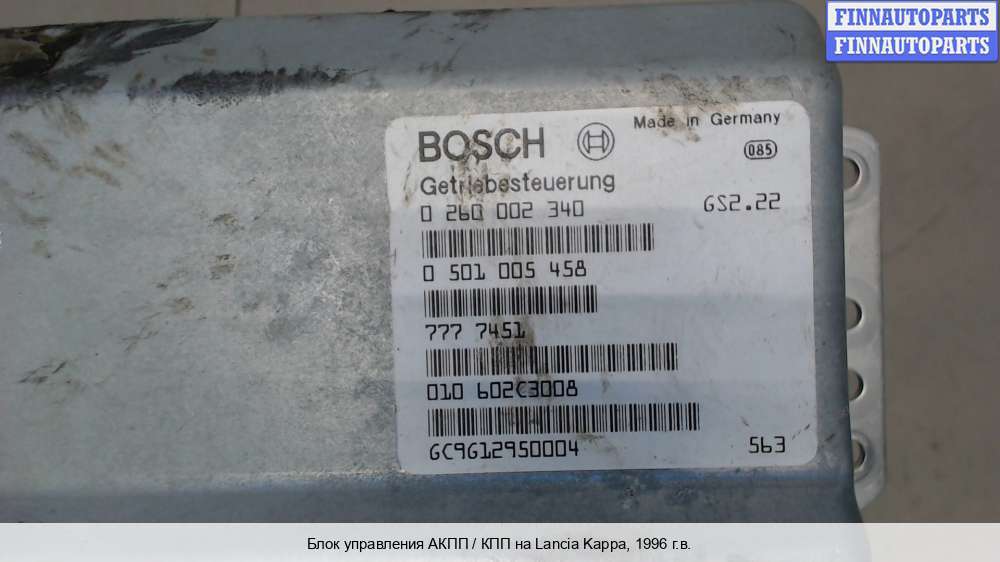 FINNAUTOPARTS
FINNAUTOPARTS
BOSCH
Made in Germany
085
Getriebesteuerung
0 260 002 340
GS2.22
0 501 005 458
777 7451
010 602C3008
GC9G12950004
563
Блок управления АКПП / КПП на Lancia Kappa, 1996 г.в.